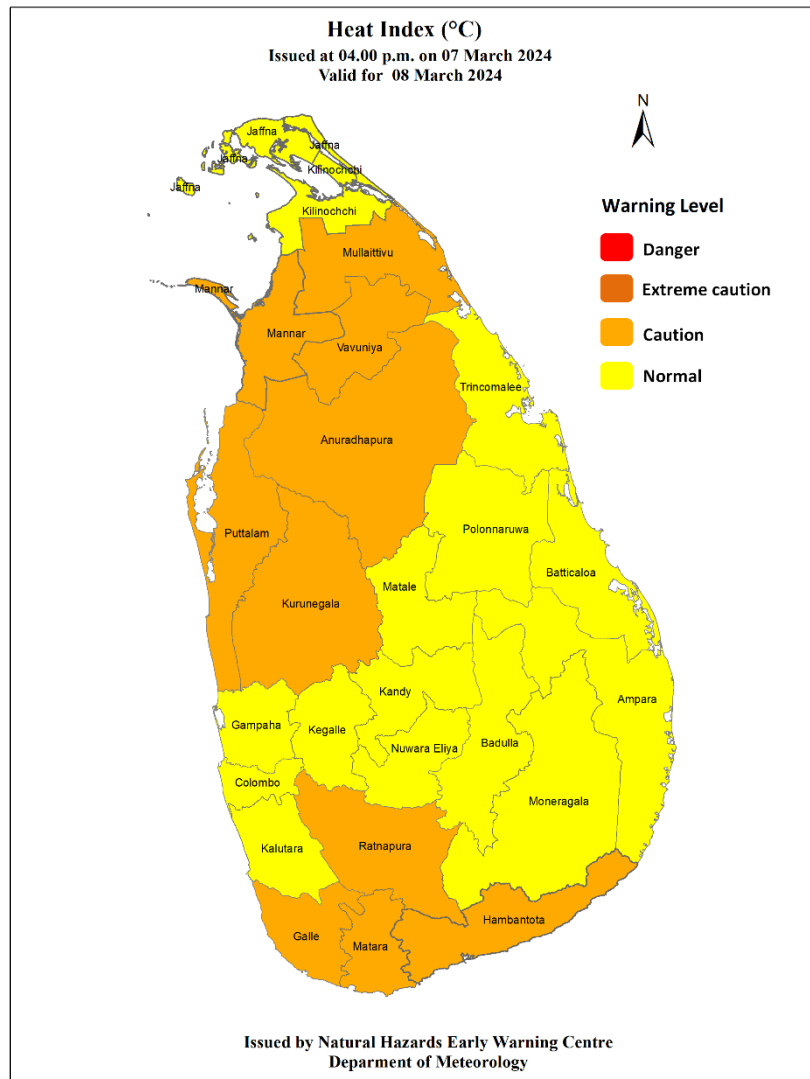 Heat Index (°C)
Issued at 04.00 p.m. on 07 March 2024
Valid for 08 March 2024
N
Jaffna
Jaffna
Jaffna
Kilinochchi
Jaffna
Kilinochchi
Warning Level
Danger
Extreme caution
Caution
Normal
Mullaittivu
Mannar
Mannar
Vavuniya
Trincomalee
Anuradhapura
Puttalam
Polonnaruwa
Batticaloa
Matale
Kurunegala
Kandy
Ampara
Gampaha
Kegalle
Nuwara Eliya
Badulla
Colombo
Moneragala
Kalutara
Ratnapura
Hambantota
Galle
Matara
Issued by Natural Hazards Early Warning Centre
Deparment of Meteorology